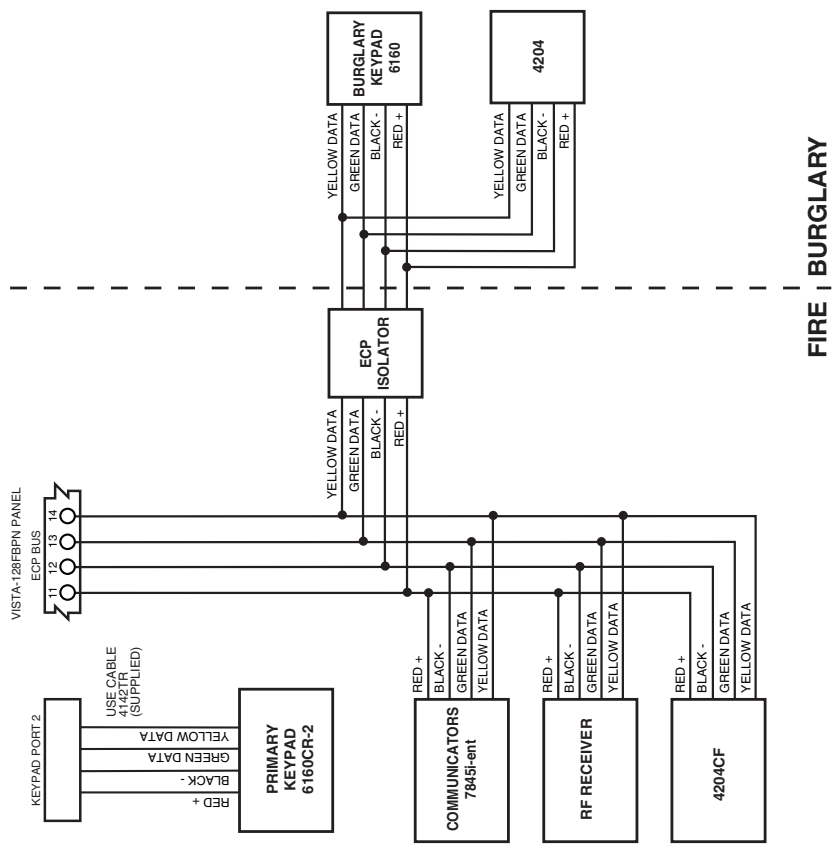 VISTA-128FBPN PANEL
ECP BUS
11
12
13
14
KEYPAD PORT 2
USE CABLE
4142TR
(SUPPLIED)
RED +
BLACK -
GREEN DATA
YELLOW DATA
PRIMARY
KEYPAD
6160CR-2
RED +
BLACK -
GREEN DATA
YELLOW DATA
COMMUNICATORS
7845i-ent
RED +
BLACK -
GREEN DATA
YELLOW DATA
RF RECEIVER
RED +
BLACK -
GREEN DATA
YELLOW DATA
4204CF
YELLOW DATA
GREEN DATA
BLACK -
RED +
ECP
ISOLATOR
YELLOW DATA
GREEN DATA
BLACK -
RED +
BURGLARY
KEYPAD
6160
YELLOW DATA
GREEN DATA
BLACK -
RED +
4204
FIRE
BURGLARY